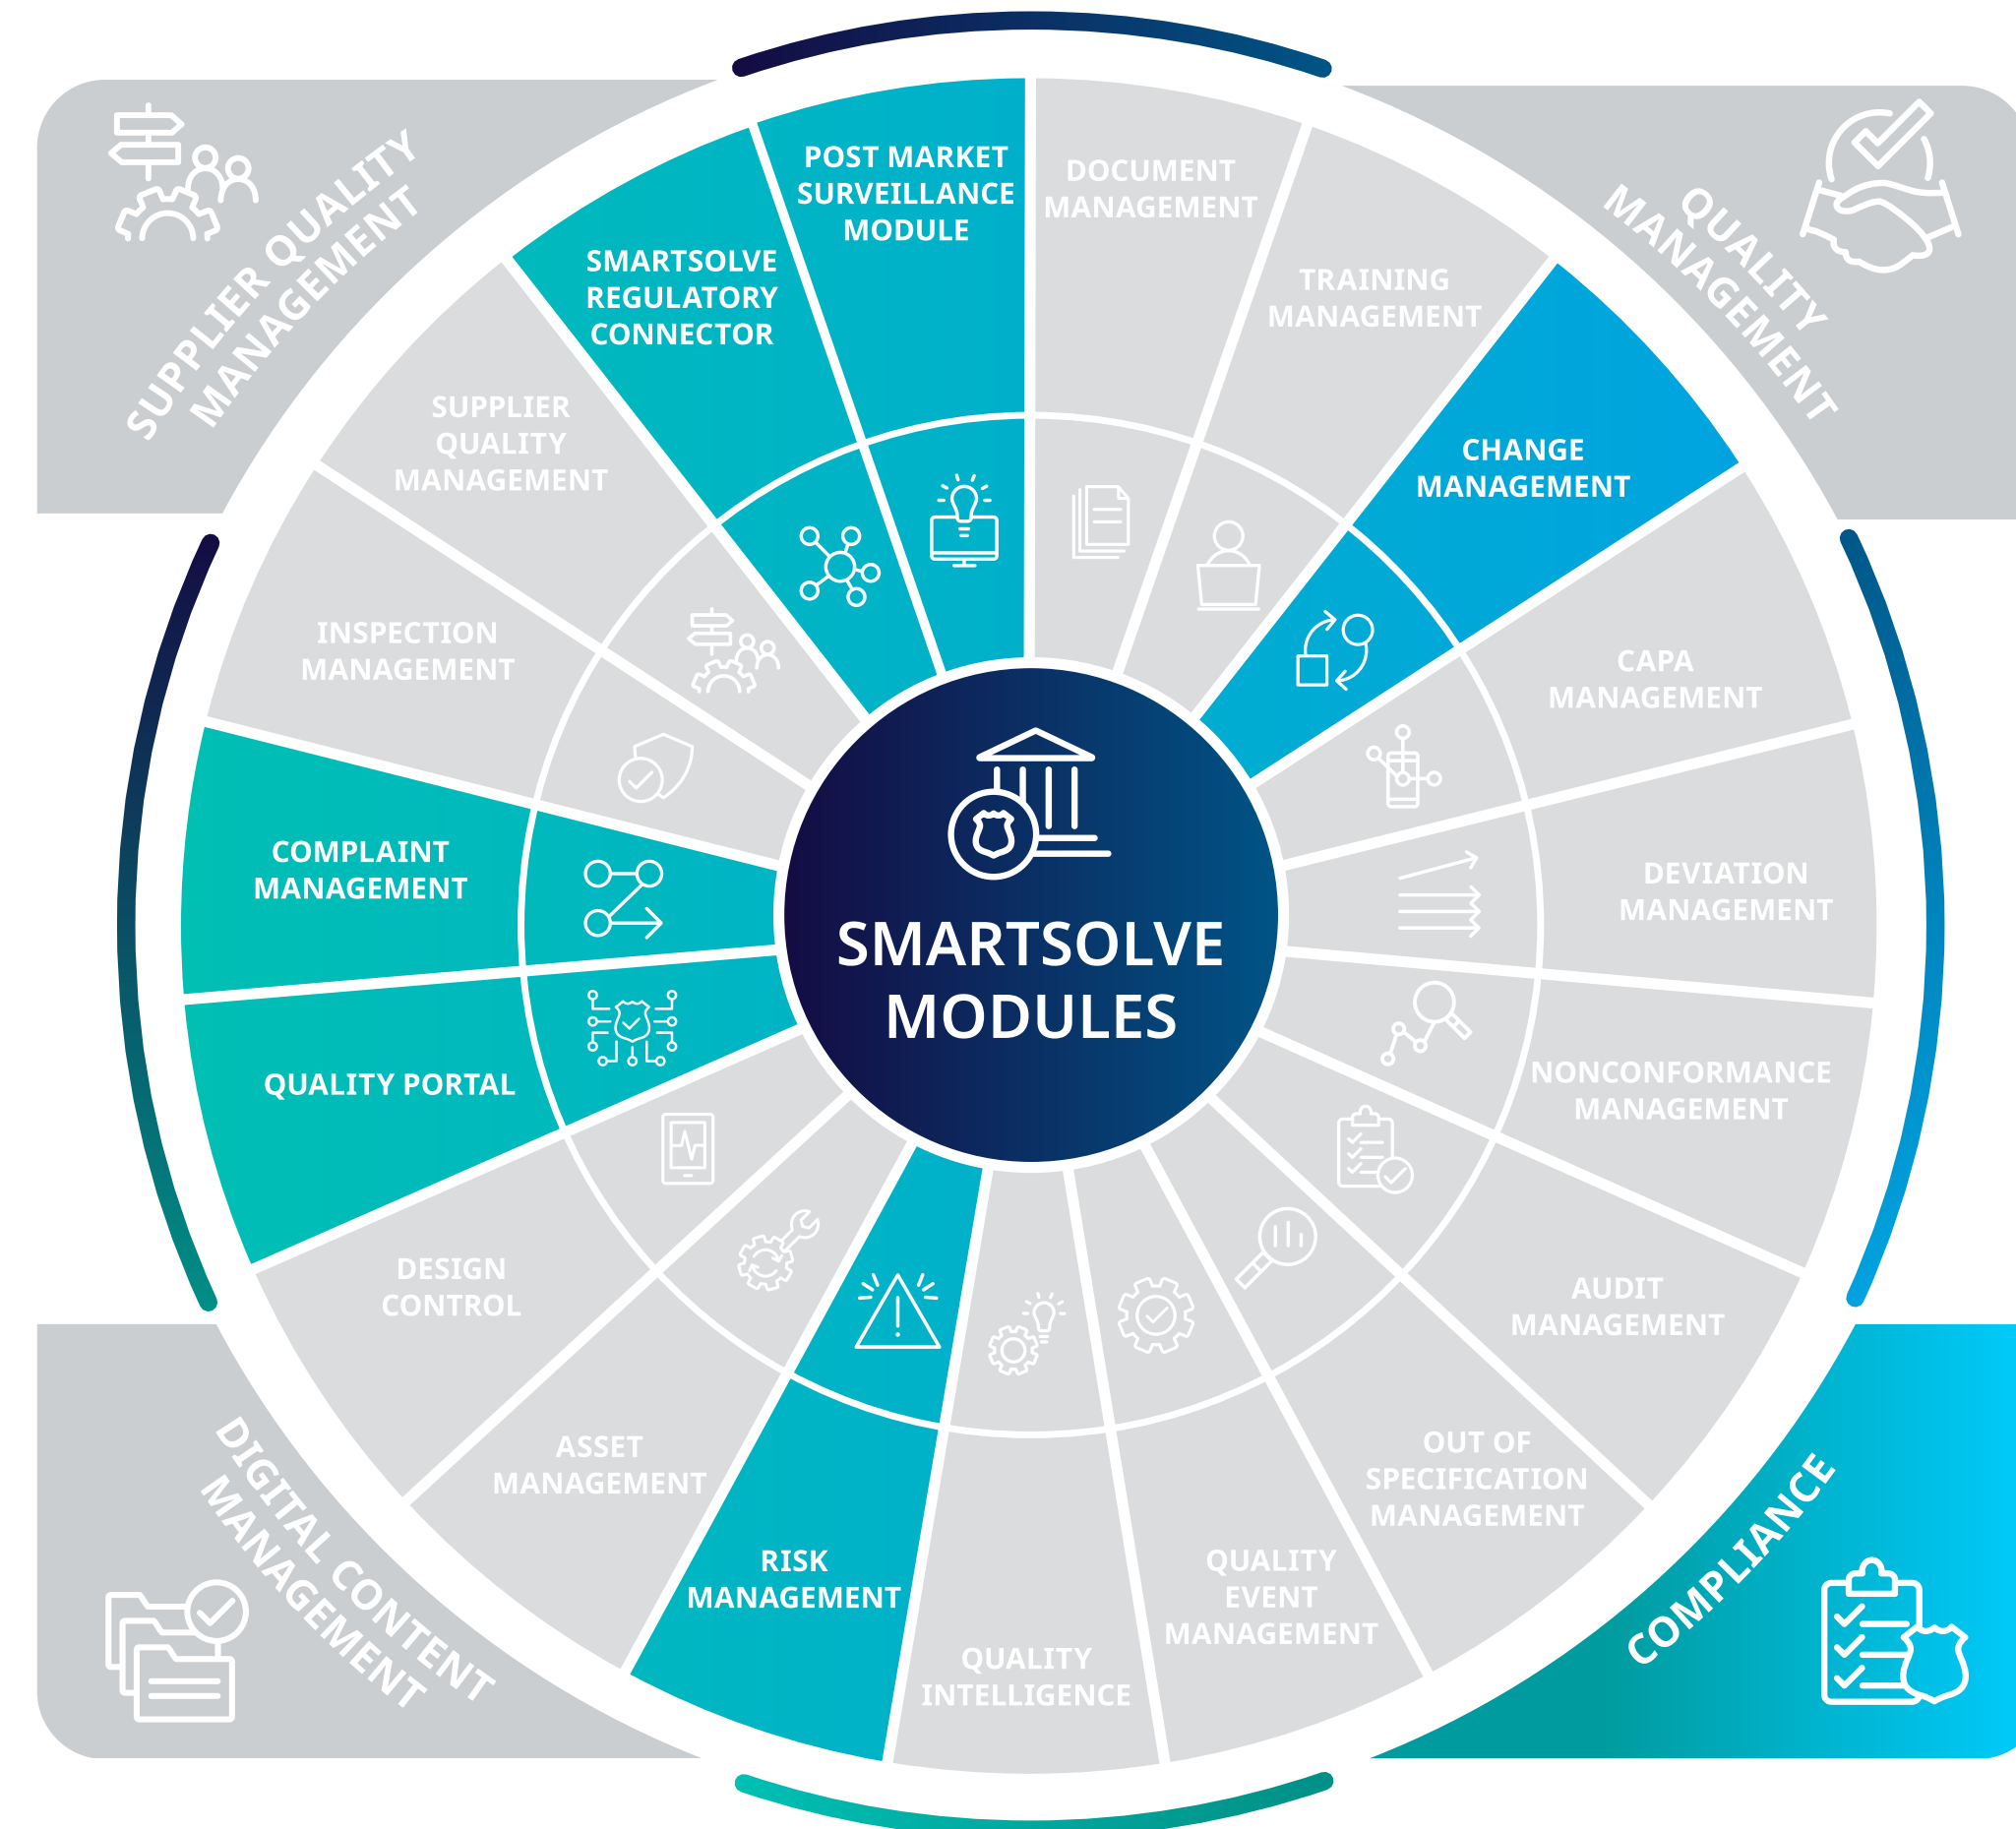 SUPPLIER QUALITY
MANAGEMENT
QUALITY
MANAGEMENT
POST MARKET
SURVEILLANCE
MODULE
DOCUMENT
MANAGEMENT
TRAINING
MANAGEMENT
CHANGE
MANAGEMENT
CAPA
MANAGEMENT
DEVIATION
MANAGEMENT
NONCONFORMANCE
MANAGEMENT
AUDIT
MANAGEMENT
OUT OF
SPECIFICATION
MANAGEMENT
QUALITY
EVENT
MANAGEMENT
QUALITY
INTELLIGENCE
RISK
MANAGEMENT
ASSET
MANAGEMENT
DESIGN
CONTROL
QUALITY PORTAL
COMPLAINT
MANAGEMENT
INSPECTION
MANAGEMENT
SUPPLIER
QUALITY
MANAGEMENT
SMARTSOLVE
REGULATORY
CONNECTOR
SMARTSOLVE
MODULES
DIGITAL CONTENT
MANAGEMENT
COMPLIANCE